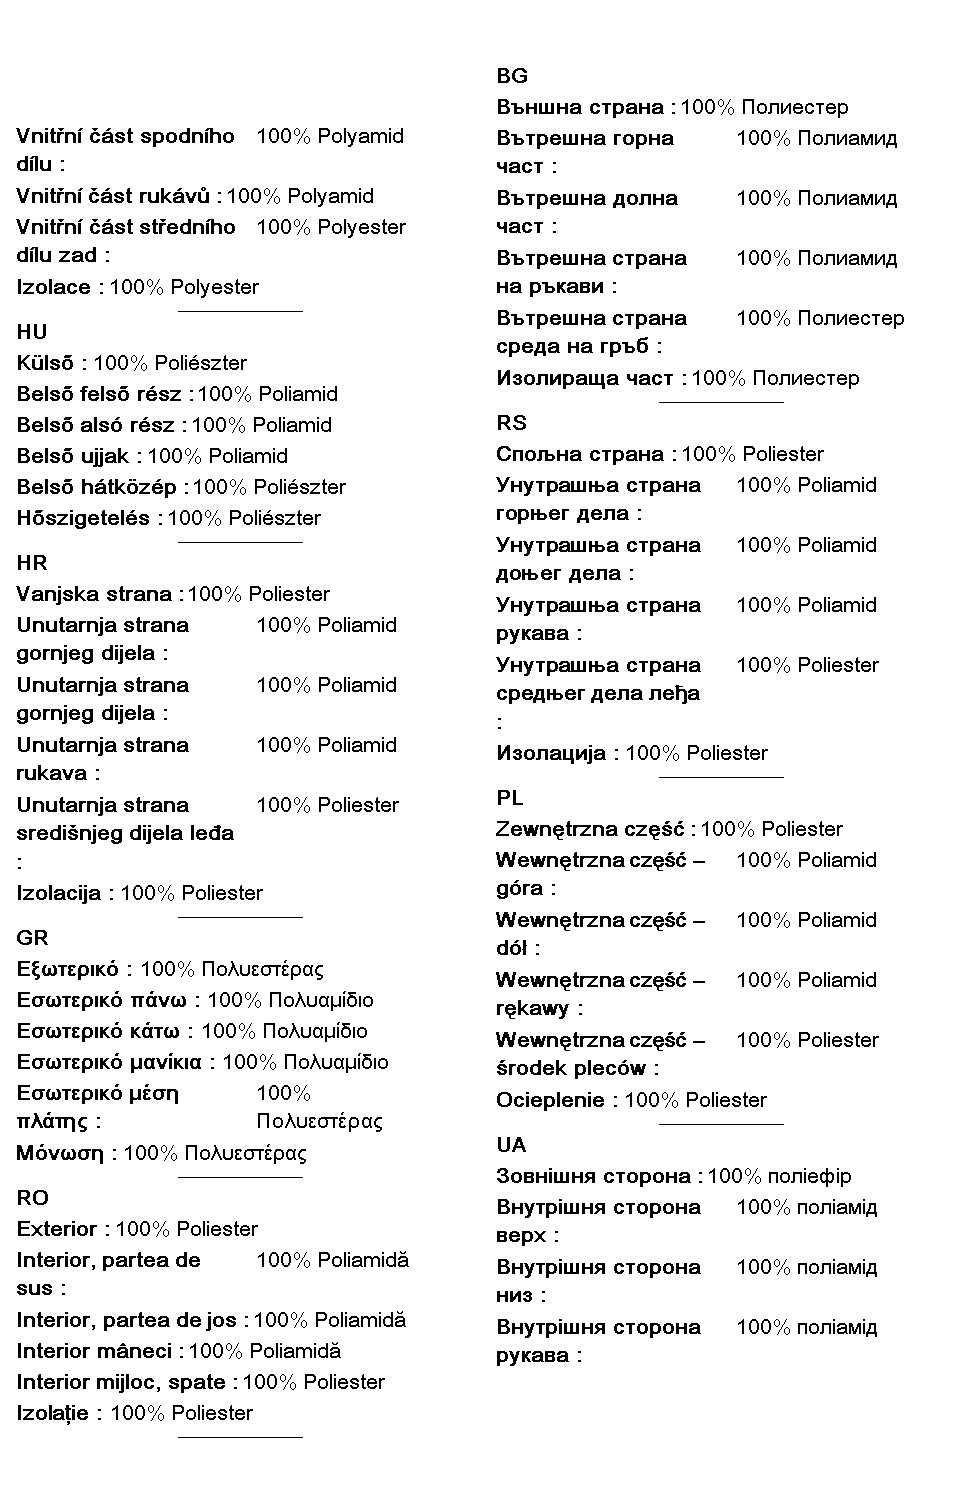 Vnitřní část spodního 100% Polyamid
dílu :
Vnitřní část rukávů : 100% Polyamid
Vnitřní část středního 100% Polyester
dílu zad :
Izolace : 100% Polyester
HU
Külső : 100% Poliészter
Belső felső rész : 100% Poliamid
Belső alsó rész : 100% Poliamid
Belső ujjak : 100% Poliamid
Belső hátközép : 100% Poliészter
Hőszigetelés : 100% Poliészter
HR
Vanjska strana : 100% Poliester
Unutarnja strana 100% Poliamid
gornjeg dijela :
Unutarnja strana 100% Poliamid
gornjeg dijela :
Unutarnja strana 100% Poliamid
rukava :
Unutarnja strana 100% Poliester
središnjeg dijela leđa
:
Izolacija : 100% Poliester
GR
Εξωτερικό : 100% Πολυεστέρας
Εσωτερικό πάνω : 100% Πολυαμίδιο
Εσωτερικό κάτω : 100% Πολυαμίδιο
Εσωτερικό μανίκια : 100% Πολυαμίδιο
Εσωτερικό μέση 100%
πλάτης : Πολυεστέρας
Μόνωση : 100% Πολυεστέρας
RO
Exterior : 100% Poliester
Interior, partea de 100% Poliamidă
sus :
Interior, partea de jos : 100% Poliamidă
Interior mâneci : 100% Poliamidă
Interior mijloc, spate : 100% Poliester
Izolație : 100% Poliester
BG
Външна страна : 100% Полиестер
Вътрешна горна 100% Полиамид
част :
Вътрешна долна 100% Полиамид
част :
Вътрешна страна 100% Полиамид
на ръкави :
Вътрешна страна 100% Полиестер
среда на гръб :
Изолираща част : 100% Полиестер
RS
Спољна страна : 100% Poliester
Унутрашња страна 100% Poliamid
горњег дела :
Унутрашња страна 100% Poliamid
доњег дела :
Унутрашња страна 100% Poliamid
рукава :
Унутрашња страна 100% Poliester
средњег дела леђа
:
Изолација : 100% Poliester
PL
Zewnętrzna część : 100% Poliester
Wewnętrzna część – 100% Poliamid
góra :
Wewnętrzna część – 100% Poliamid
dół :
Wewnętrzna część – 100% Poliamid
rękawy :
Wewnętrzna część – 100% Poliester
środek pleców :
Ocieplenie : 100% Poliester
UA
Зовнішня сторона : 100% поліефір
Внутрішня сторона 100% поліамід
верх :
Внутрішня сторона 100% поліамід
низ :
Внутрішня сторона 100% поліамід
рукава :